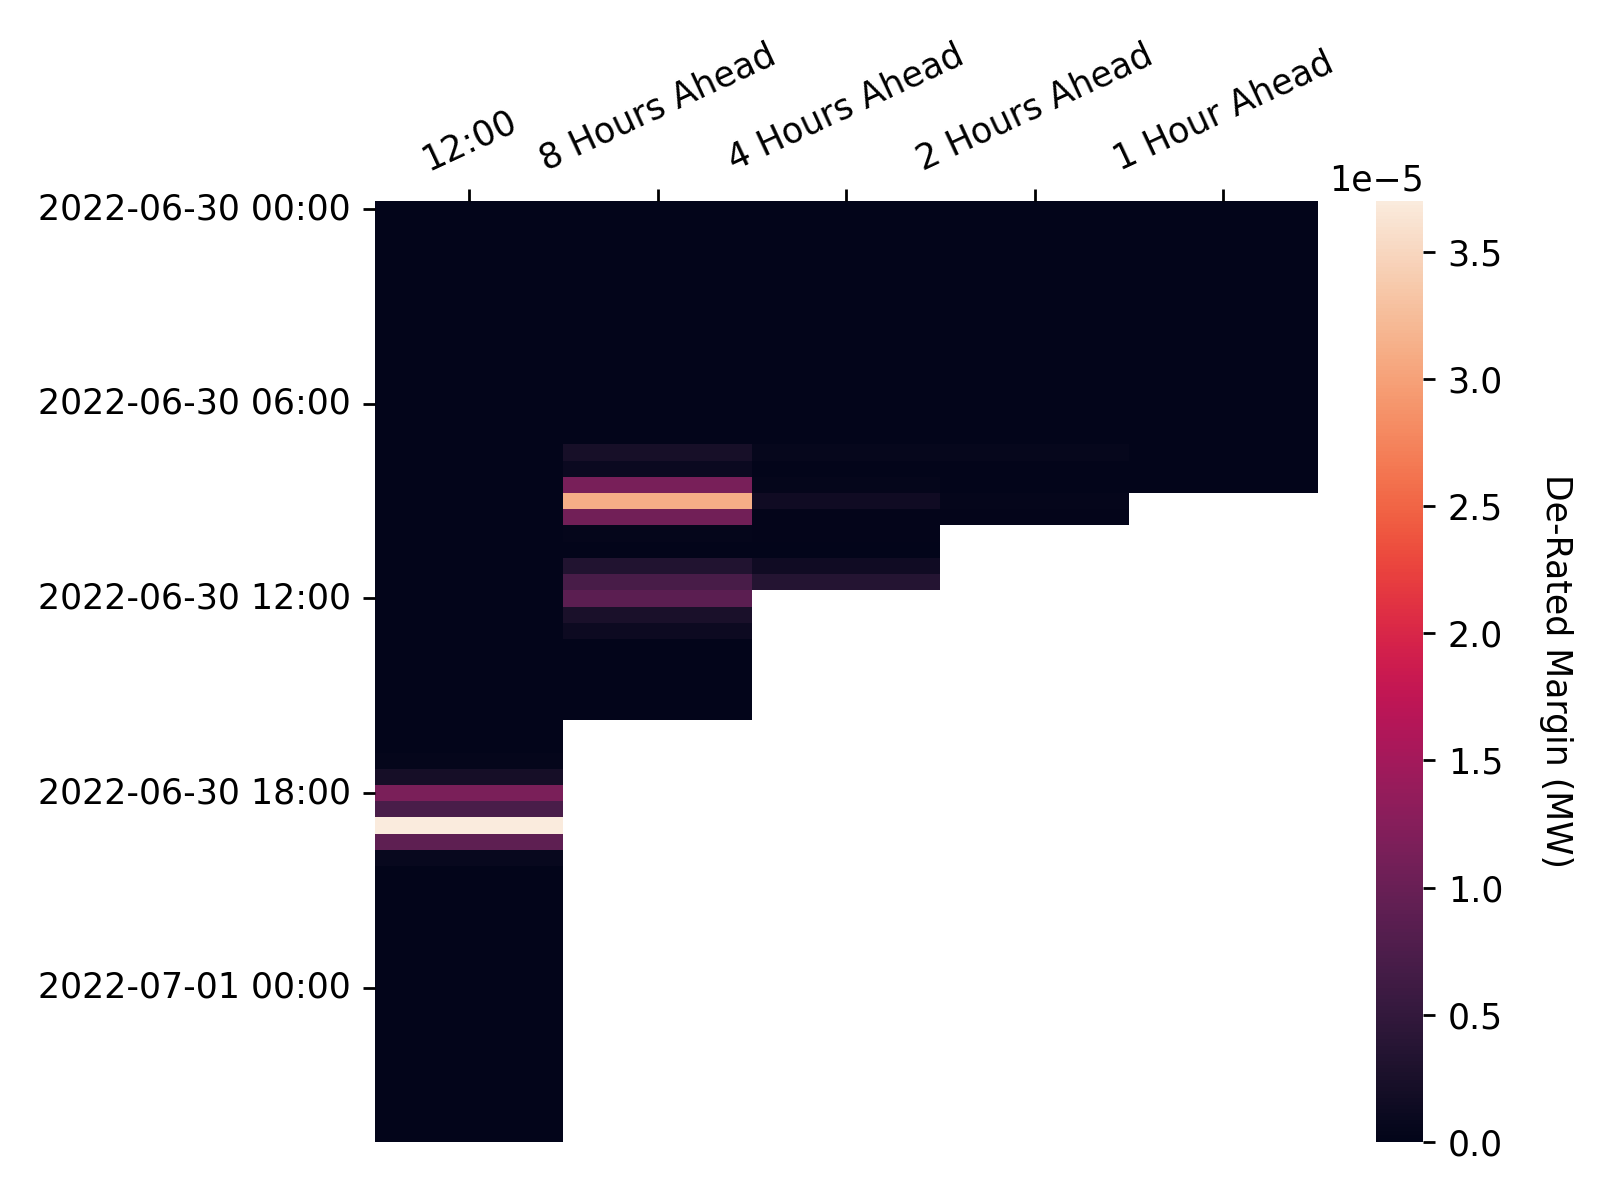 12:00
8 Hours Ahead
4 Hours Ahead
2 Hours Ahead
1 Hour Ahead
2022-06-30 00:00
2022-06-30 06:00
2022-06-30 12:00
2022-06-30 18:00
2022-07-01 00:00
1e−5
3.5
3.0
2.5
2.0
1.5
1.0
0.5
0.0
De-Rated Margin (MW)